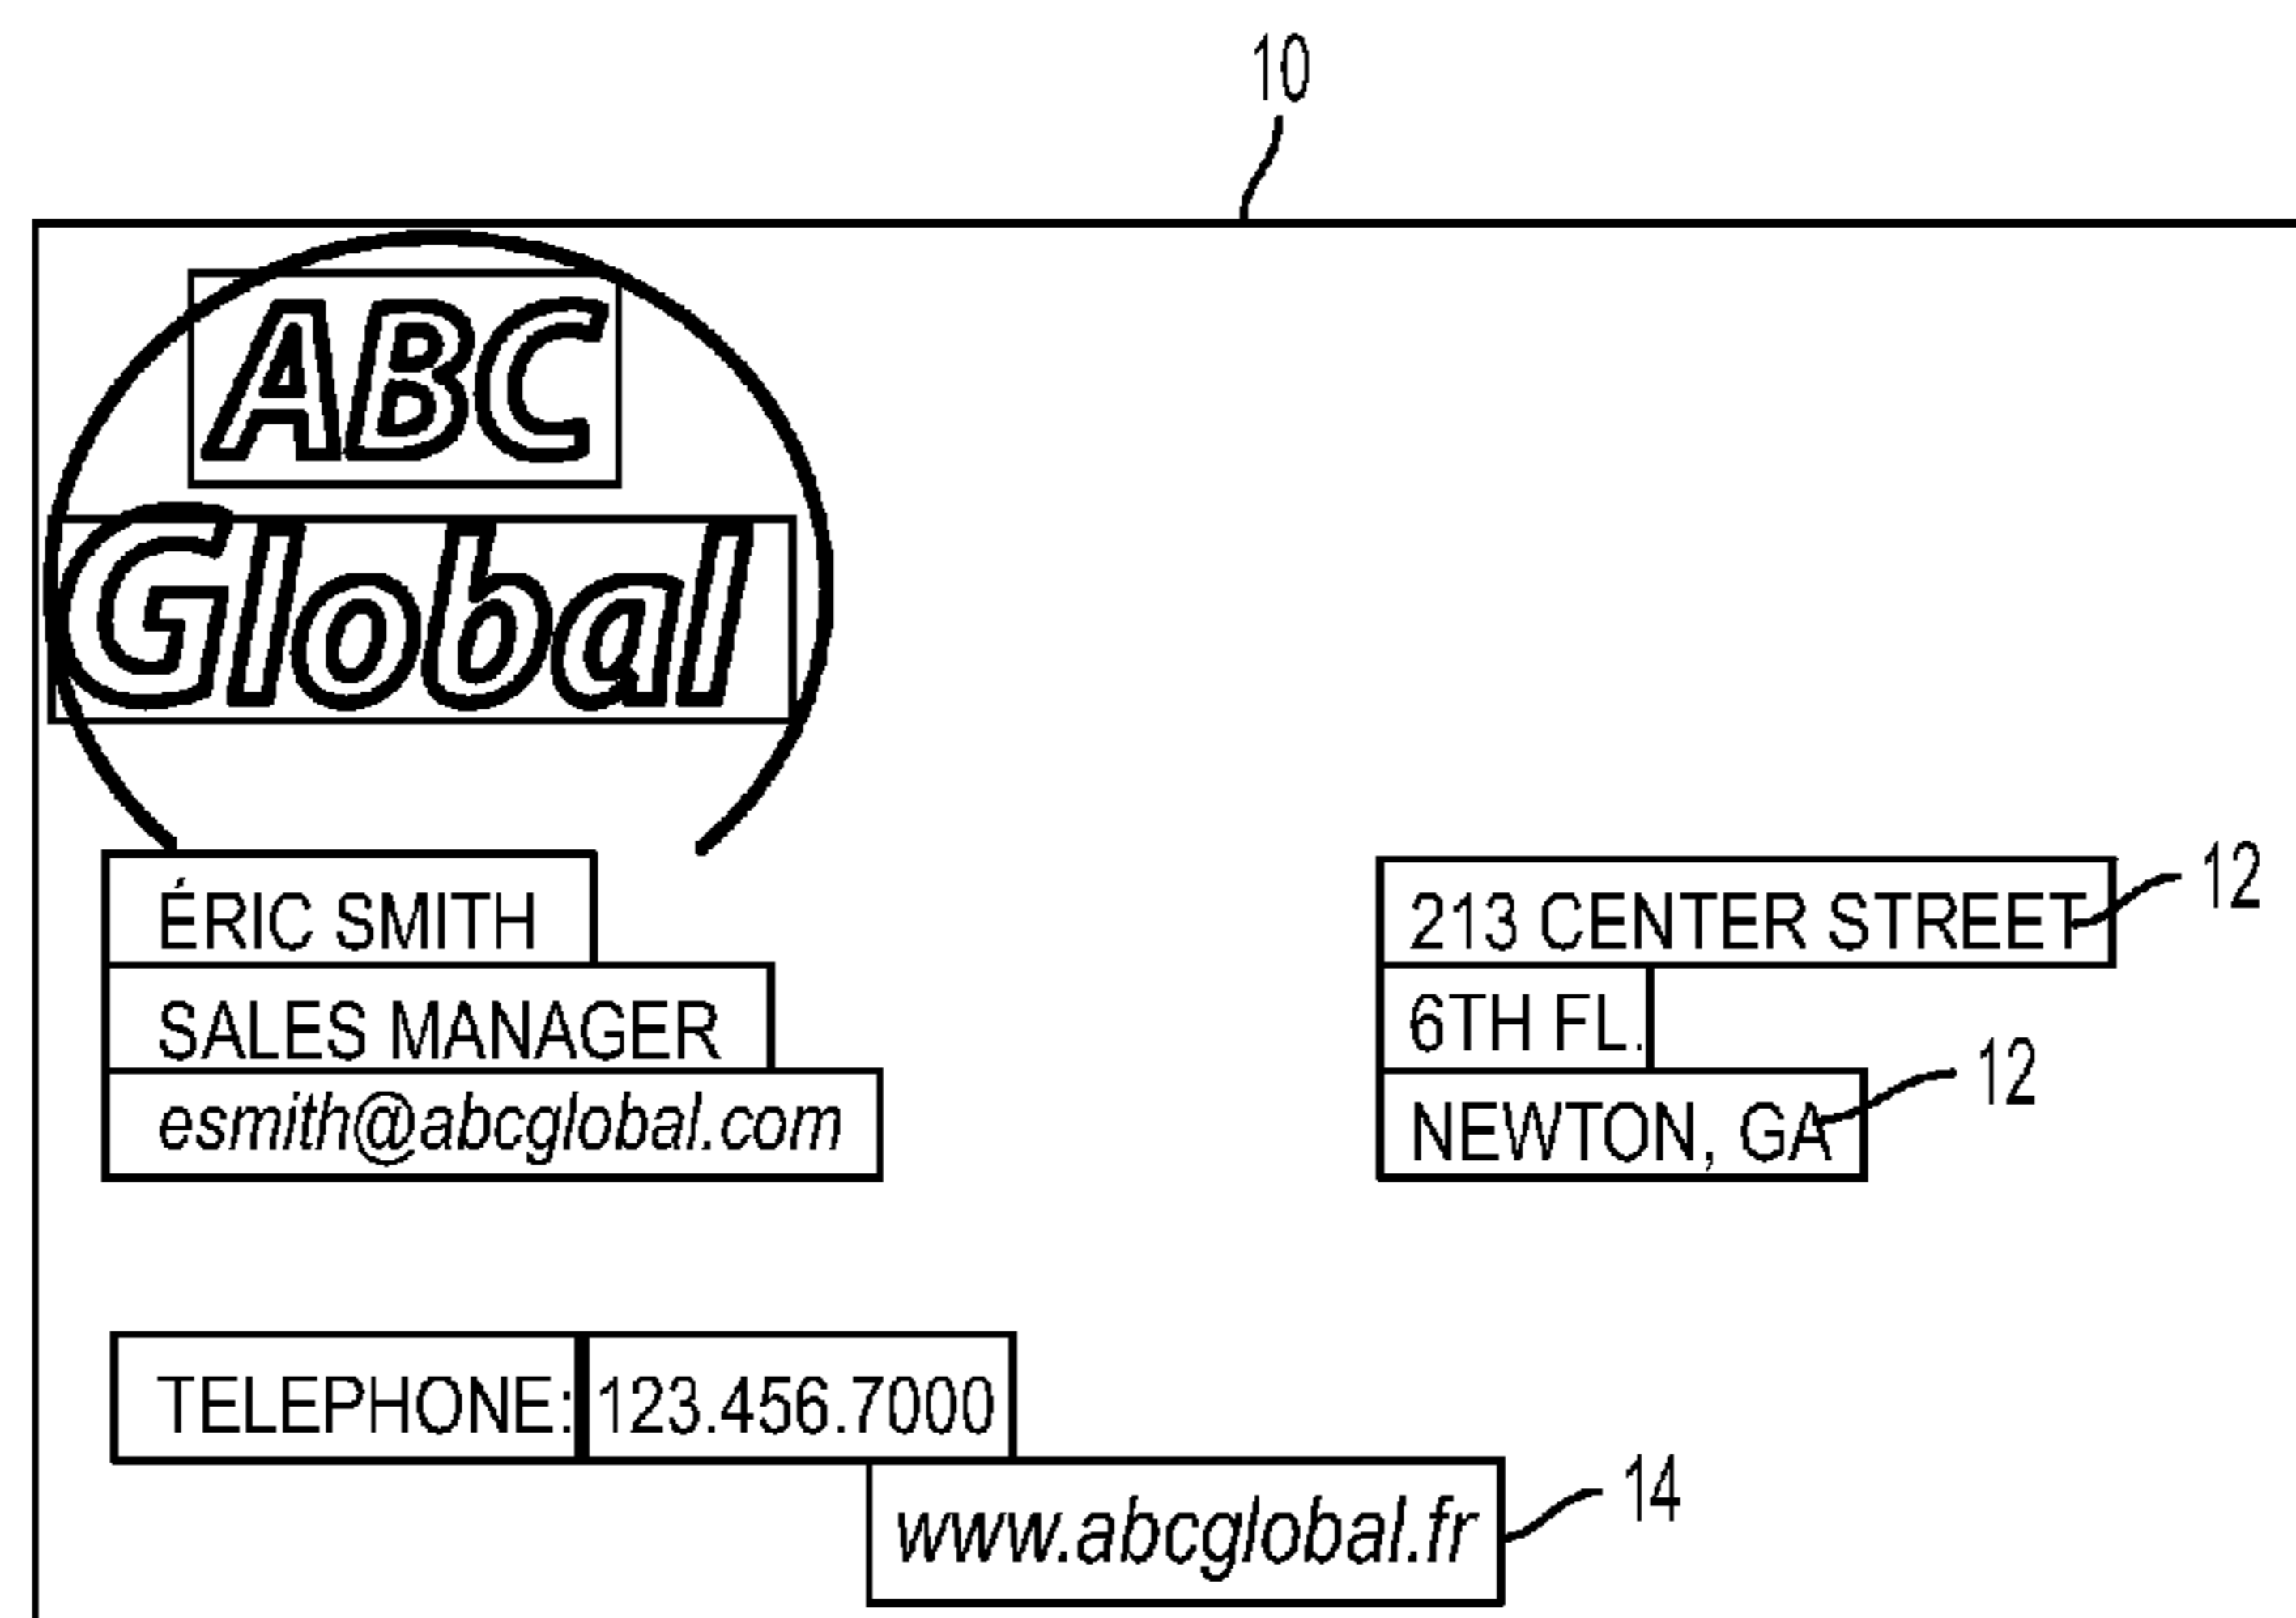 10
ABC
Global
ÉRIC SMITH
SALES MANAGER
esmith@abcglobal.com
213 CENTER STREET 12
6TH FL.
NEWTON, GA 12
TELEPHONE: 123.456.7000
www.abcglobal.fr 14